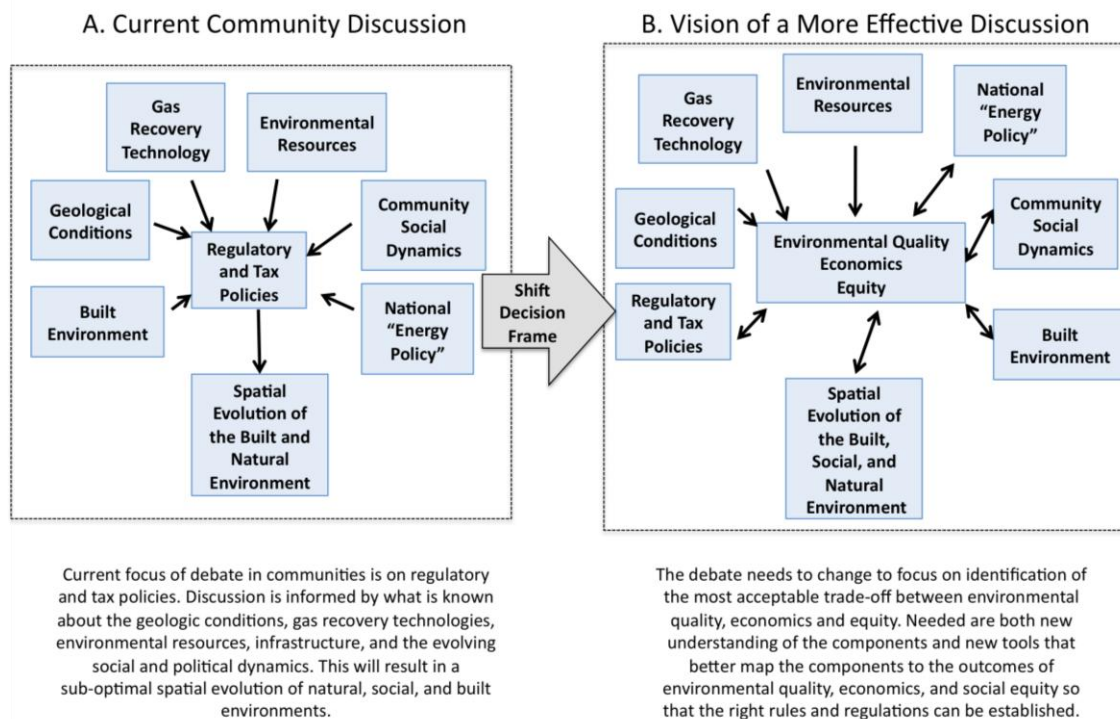 A. Current Community Discussion
Gas
Recovery
Technology
Environmental
Resources
Geological
Conditions
Community
Social
Dynamics
Regulatory
and Tax
Policies
Built
Environment
National
“Energy
Policy”
Spatial
Evolution of
the Built and
Natural
Environment
Current focus of debate in communities is on regulatory
and tax policies. Discussion is informed by what is known
about the geologic conditions, gas recovery technologies,
environmental resources, infrastructure, and the evolving
social and political dynamics. This will result in a
sub-optimal spatial evolution of natural, social, and built
environments.
Shift
Decision
Frame
B. Vision of a More Effective Discussion
Gas
Recovery
Technology
Environmental
Resources
National
“Energy
Policy”
Geological
Conditions
Environmental Quality
Economics
Equity
Community
Social
Dynamics
Regulatory
and Tax
Policies
Built
Environment
Spatial
Evolution of
the Built,
Social, and
Natural
Environment
The debate needs to change to focus on identification of
the most acceptable trade-off between environmental
quality, economics and equity. Needed are both new
understanding of the components and new tools that
better map the components to the outcomes of
environmental quality, economics, and social equity so
that the right rules and regulations can be established.